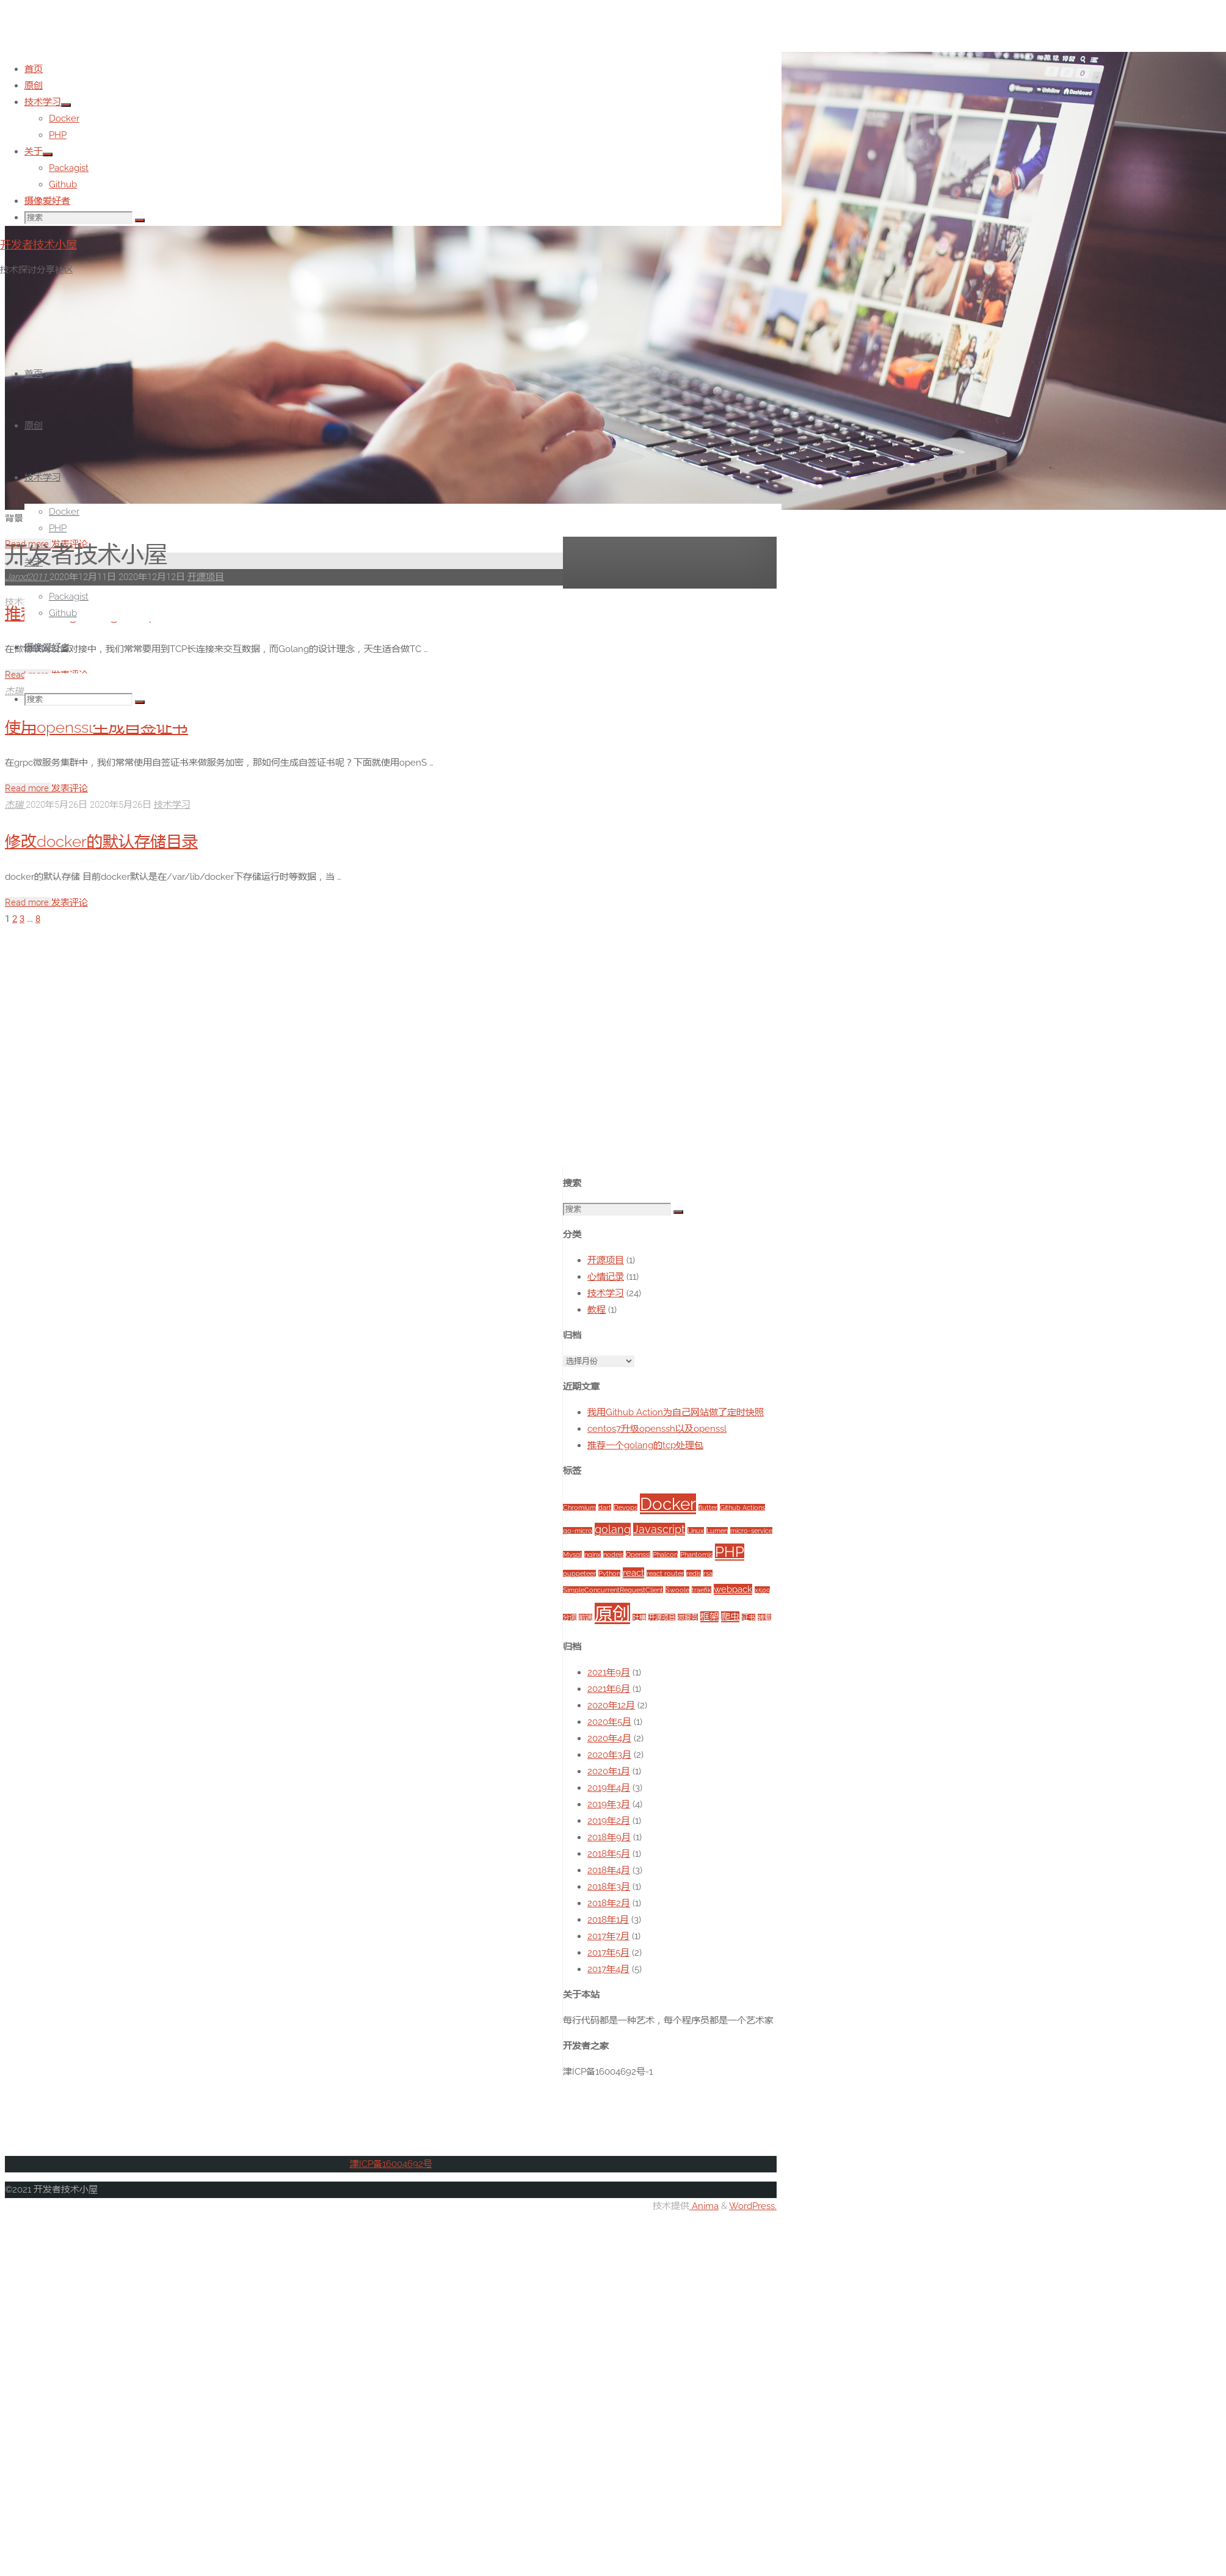 首页
原创
技术学习
Docker
PHP
关于
Packagist
Github
摄像爱好者
搜索
开发者技术小屋
技术探讨分享社区
首页
原创
技术学习
Docker
背景
PHP
Read more 发表评论
开发者技术小屋
关于
Jarod2011 2020年12月11日 2020年12月12日 开源项目
Packagist
技术
Github
推荐
摄像爱好者
对接中，我们常常要用到TCP长连接来交互数据，而Golang的设计理念，天生适合做TC ...
Read more 发表评论
杰瑞
搜索
使用openssl生成自签证书
在grpc微服务集群中，我们常常使用自签证书来做服务加密，那如何生成自签证书呢？下面就使用openS ...
Read more 发表评论
杰瑞 2020年5月26日 2020年5月26日 技术学习
修改docker的默认存储目录
docker的默认存储 目前docker默认是在/var/lib/docker下存储运行时等数据，当 ...
Read more 发表评论
1 2 3 … 8
搜索
搜索
分类
开源项目 (1)
心情记录 (11)
技术学习 (24)
教程 (1)
归档
选择月份
近期文章
我用Github Action为自己网站做了定时快照
centos7升级openssh以及openssl
推荐一个golang的tcp处理包
标签
Chromium dart Devops Docker flutter Github Actions
go-micro golang Javascript Linux Lumen micro-service
Mysql nginx nodejs Openssl Phalcon Phantomjs PHP
puppeteer Python react react router redis rsa
SimpleConcurrentRequestClient Swoole traefik webpack x509
原创 开源项目 框架 爬虫 证书
归档
2021年9月 (1)
2021年6月 (1)
2020年12月 (2)
2020年5月 (1)
2020年4月 (2)
2020年3月 (2)
2020年1月 (1)
2019年4月 (3)
2019年3月 (4)
2019年2月 (1)
2018年9月 (1)
2018年5月 (1)
2018年4月 (3)
2018年3月 (1)
2018年2月 (1)
2018年1月 (3)
2017年7月 (1)
2017年5月 (2)
2017年4月 (5)
关于本站
每行代码都是一种艺术，每个程序员都是一个艺术家
开发者之家
津ICP备16004692号-1
津ICP备16004692号
©2021 开发者技术小屋
技术提供 Anima & WordPress.